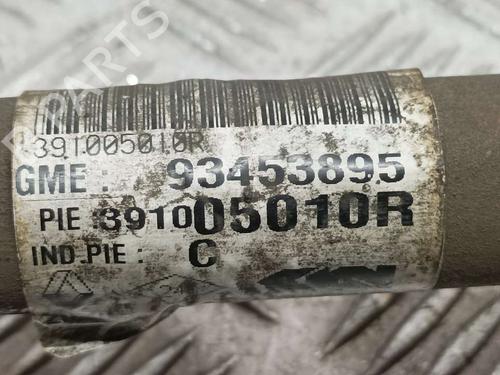 391005010R
GME : 93453895
PIE :391005010R
IND.PIE : C